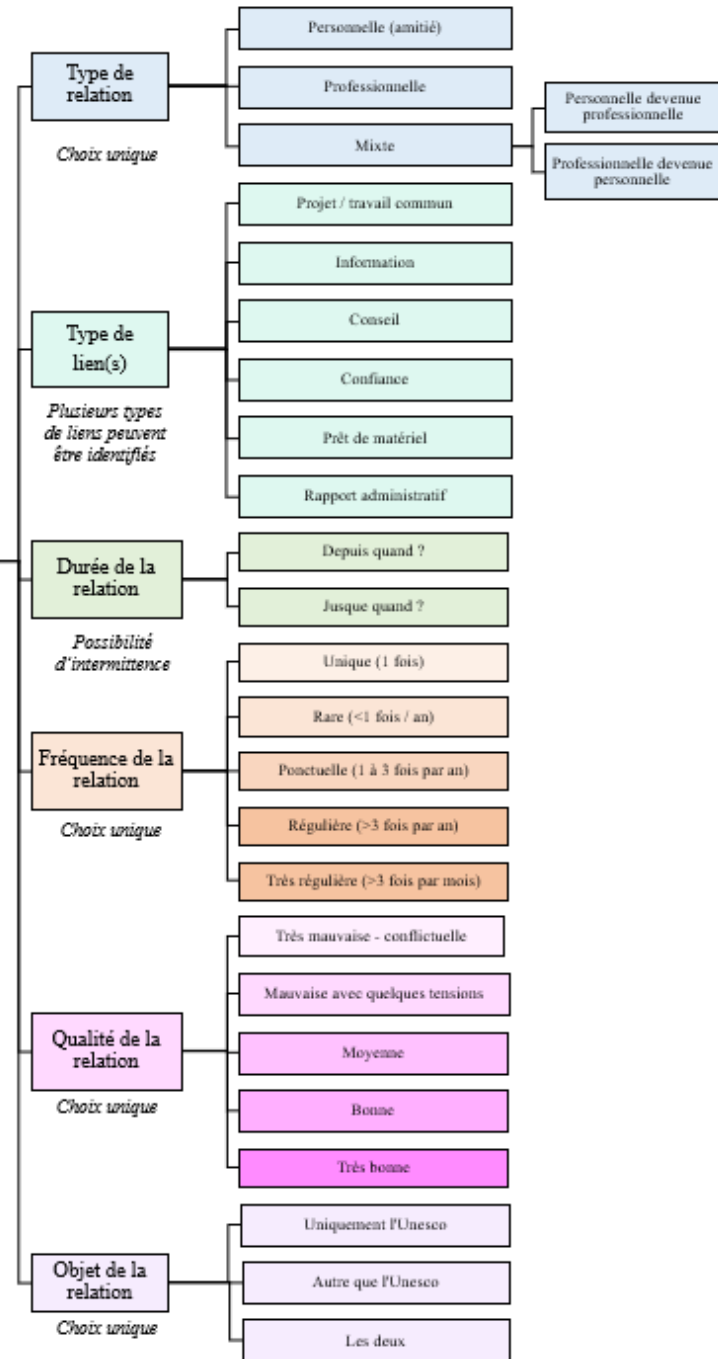 Type de
relation
Choix unique
Personnelle (amitié)
Professionnelle
Mixte
Personnelle devenue
professionnelle
Professionnelle devenue
personnelle
Type de
lien(s)
Plusieurs types
de liens peuvent
être identifiés
Projet / travail commun
Information
Conseil
Confiance
Prêt de matériel
Rapport administratif
Durée de la
relation
Possibilité
d'intermittence
Depuis quand ?
Jusque quand ?
Fréquence de la
relation
Choix unique
Unique (1 fois)
Rare (<1 fois / an)
Ponctuelle (1 à 3 fois par an)
Régulière (>3 fois par an)
Très régulière (>3 fois par mois)
Qualité de la
relation
Choix unique
Très mauvaise - conflictuelle
Mauvaise avec quelques tensions
Moyenne
Bonne
Très bonne
Objet de la
relation
Choix unique
Uniquement l'Unesco
Autre que l'Unesco
Les deux